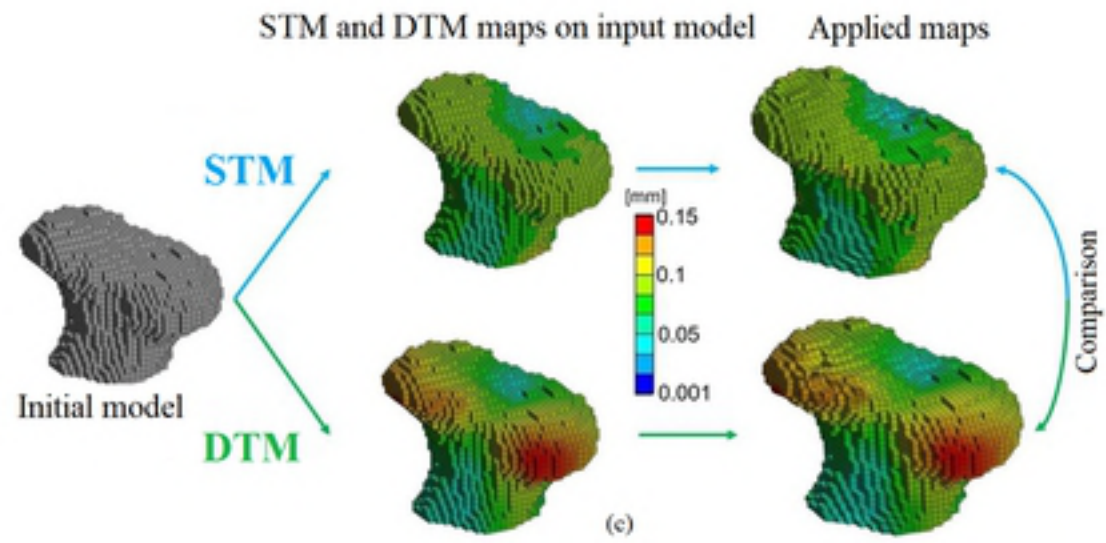 STM and DTM maps on input model
Applied maps
STM
[mm]
0.15
0.1
0.05
0.001
Comparison
Initial model
DTM
(c)